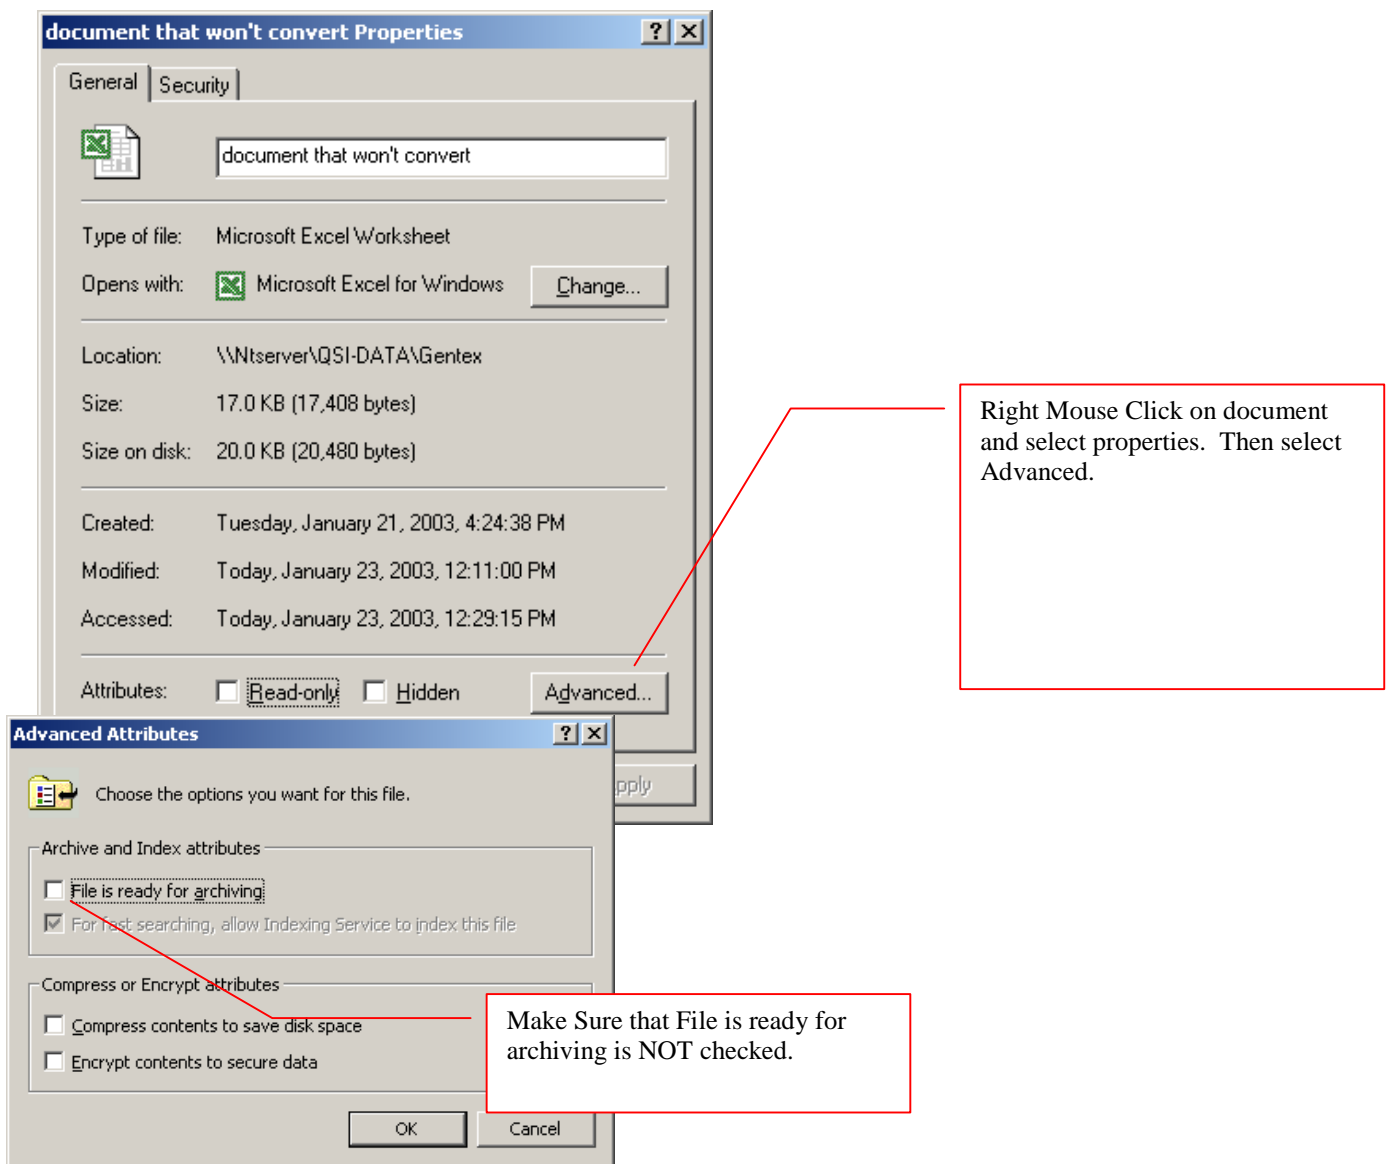 document that won't convert Properties
General Security
document that won't convert
Type of file: Microsoft Excel Worksheet
Opens with: Microsoft Excel for Windows Change...
Location: \\Ntserver\QSI-DATA\Gentex
Size: 17.0 KB (17,408 bytes)
Size on disk: 20.0 KB (20,480 bytes)
Created: Tuesday, January 21, 2003, 4:24:38 PM
Modified: Today, January 23, 2003, 12:11:00 PM
Accessed: Today, January 23, 2003, 12:29:15 PM
Attributes: Read-only Hidden Advanced...
Right Mouse Click on document
and select properties. Then select
Advanced.
Advanced Attributes
pply
Choose the options you want for this file.
Archive and Index attributes
File is ready for archiving
For fast searching, allow Indexing Service to index this file
Compress or Encrypt attributes
Compress contents to save disk space
Encrypt contents to secure data
Make Sure that File is ready for
archiving is NOT checked.
OK Cancel